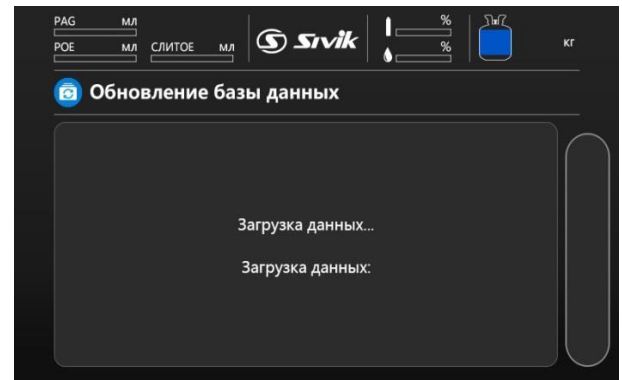 PAG МЛ
POE МЛ СЛИТОЕ МЛ
Sivik
%
%
кг
Обновление базы данных
Загрузка данных...
Загрузка данных: